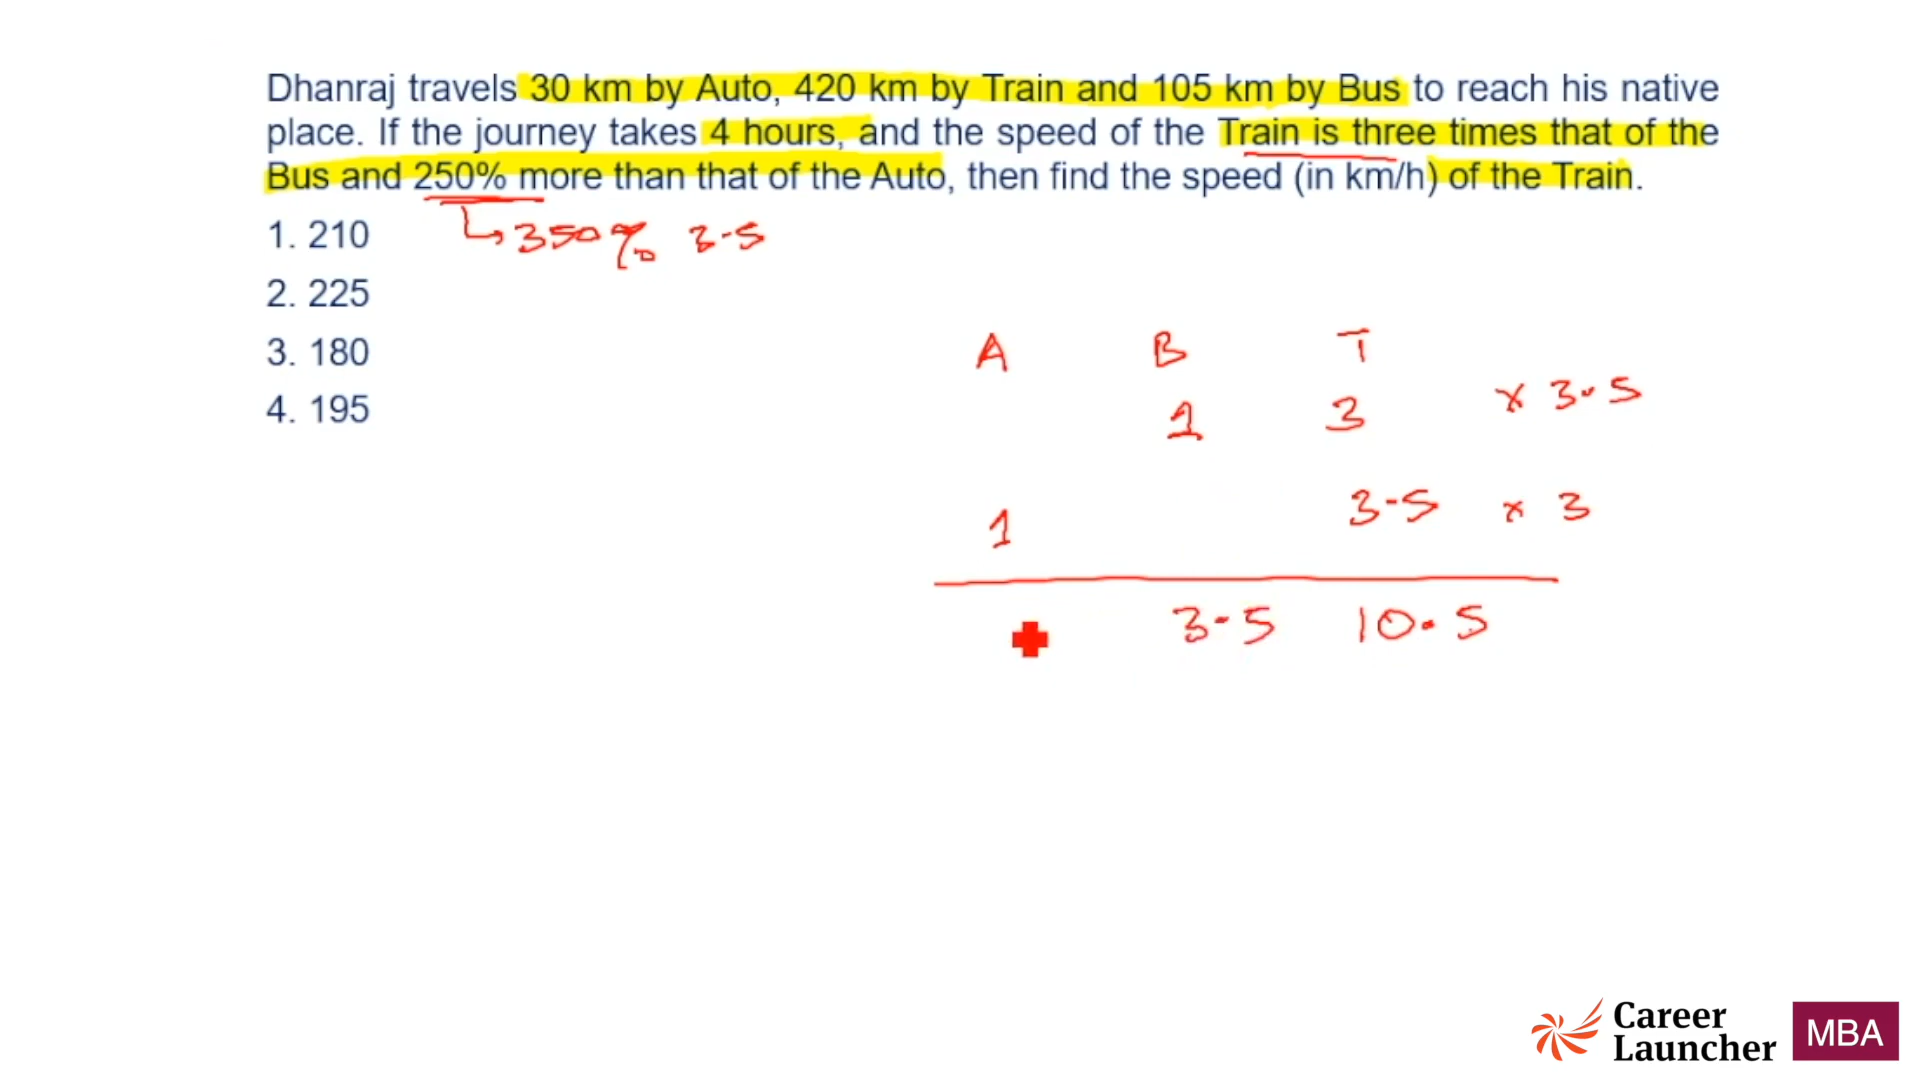 Dhanraj travels 30 km by Auto, 420 km by Train and 105 km by Bus to reach his native
place. If the journey takes 4 hours, and the speed of the Train is three times that of the
Bus and 250% more than that of the Auto, then find the speed (in km/h) of the Train.
1. 210
350% 3.5
2. 225
3. 180
4. 195
A B T
1 3 × 3.5
1 3.5 × 3
3.5 10.5
Career
Launcher
MBA